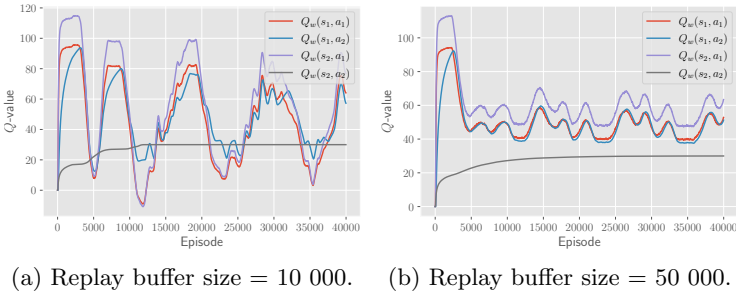 120
100
80
60
40
20
0
Q-value
0 5000 10000 15000 20000 25000 30000 35000 40000
Episode
Q_w(s_1, a_1)
Q_w(s_1, a_2)
Q_w(s_2, a_1)
Q_w(s_2, a_2)
(a) Replay buffer size = 10 000.
100
80
60
40
20
0
Q-value
0 5000 10000 15000 20000 25000 30000 35000 40000
Episode
Q_w(s_1, a_1)
Q_w(s_1, a_2)
Q_w(s_2, a_1)
Q_w(s_2, a_2)
(b) Replay buffer size = 50 000.